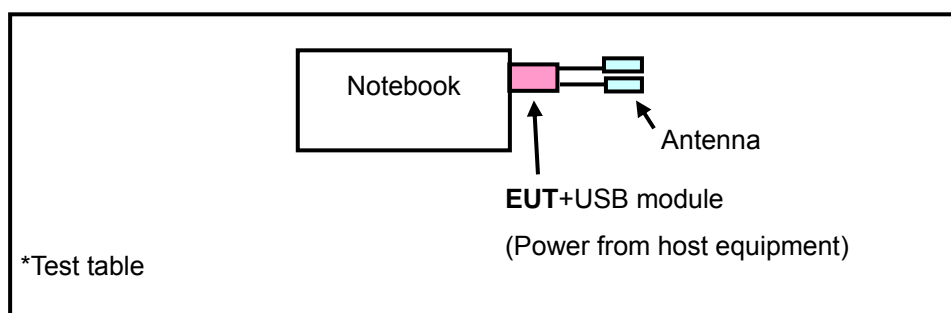 Notebook
Antenna
EUT+USB module
(Power from host equipment)
*Test table